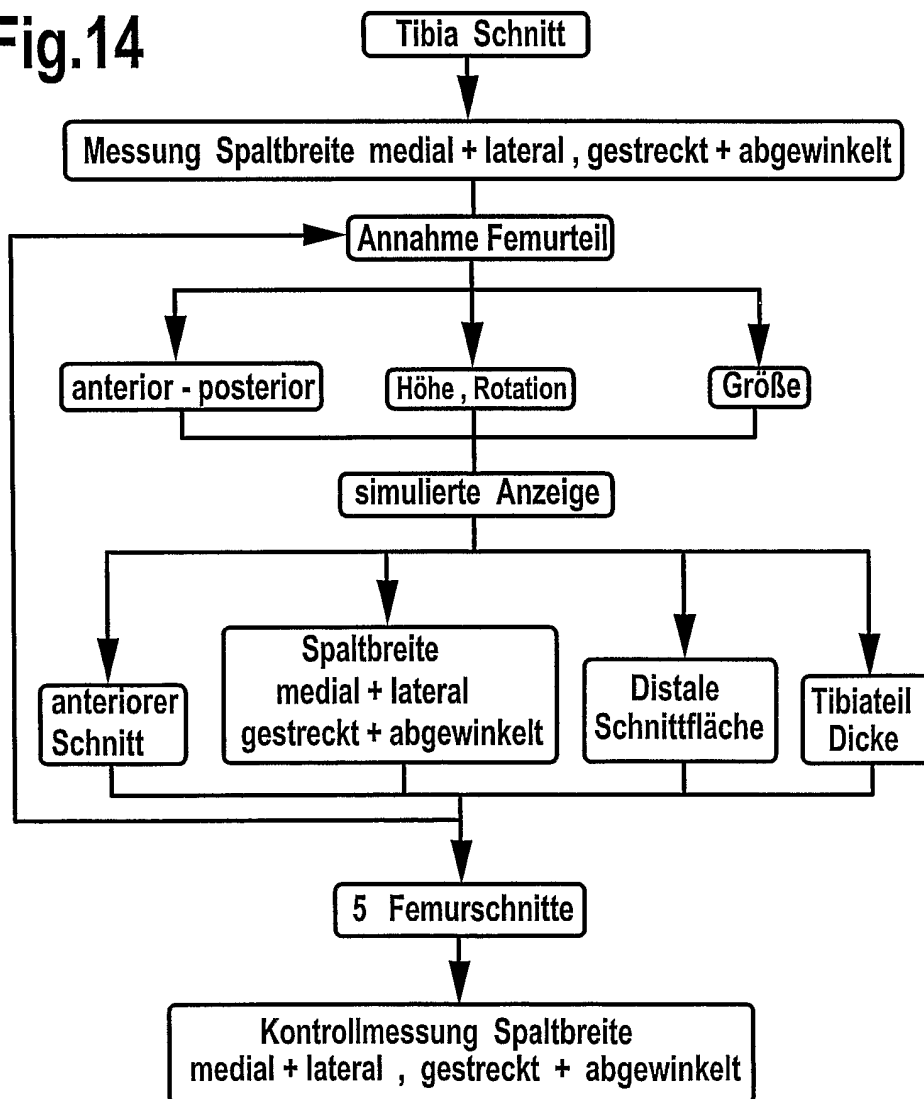 Fig.14
Tibia Schnitt
Messung Spaltbreite medial + lateral , gestreckt + abgewinkelt
Annahme Femurteil
anterior - posterior
Höhe , Rotation
Größe
simulierte Anzeige
anteriorer
Schnitt
Spaltbreite
medial + lateral
gestreckt + abgewinkelt
Distale
Schnittfläche
Tibiateil
Dicke
5 Femurschnitte
Kontrollmessung Spaltbreite
medial + lateral , gestreckt + abgewinkelt